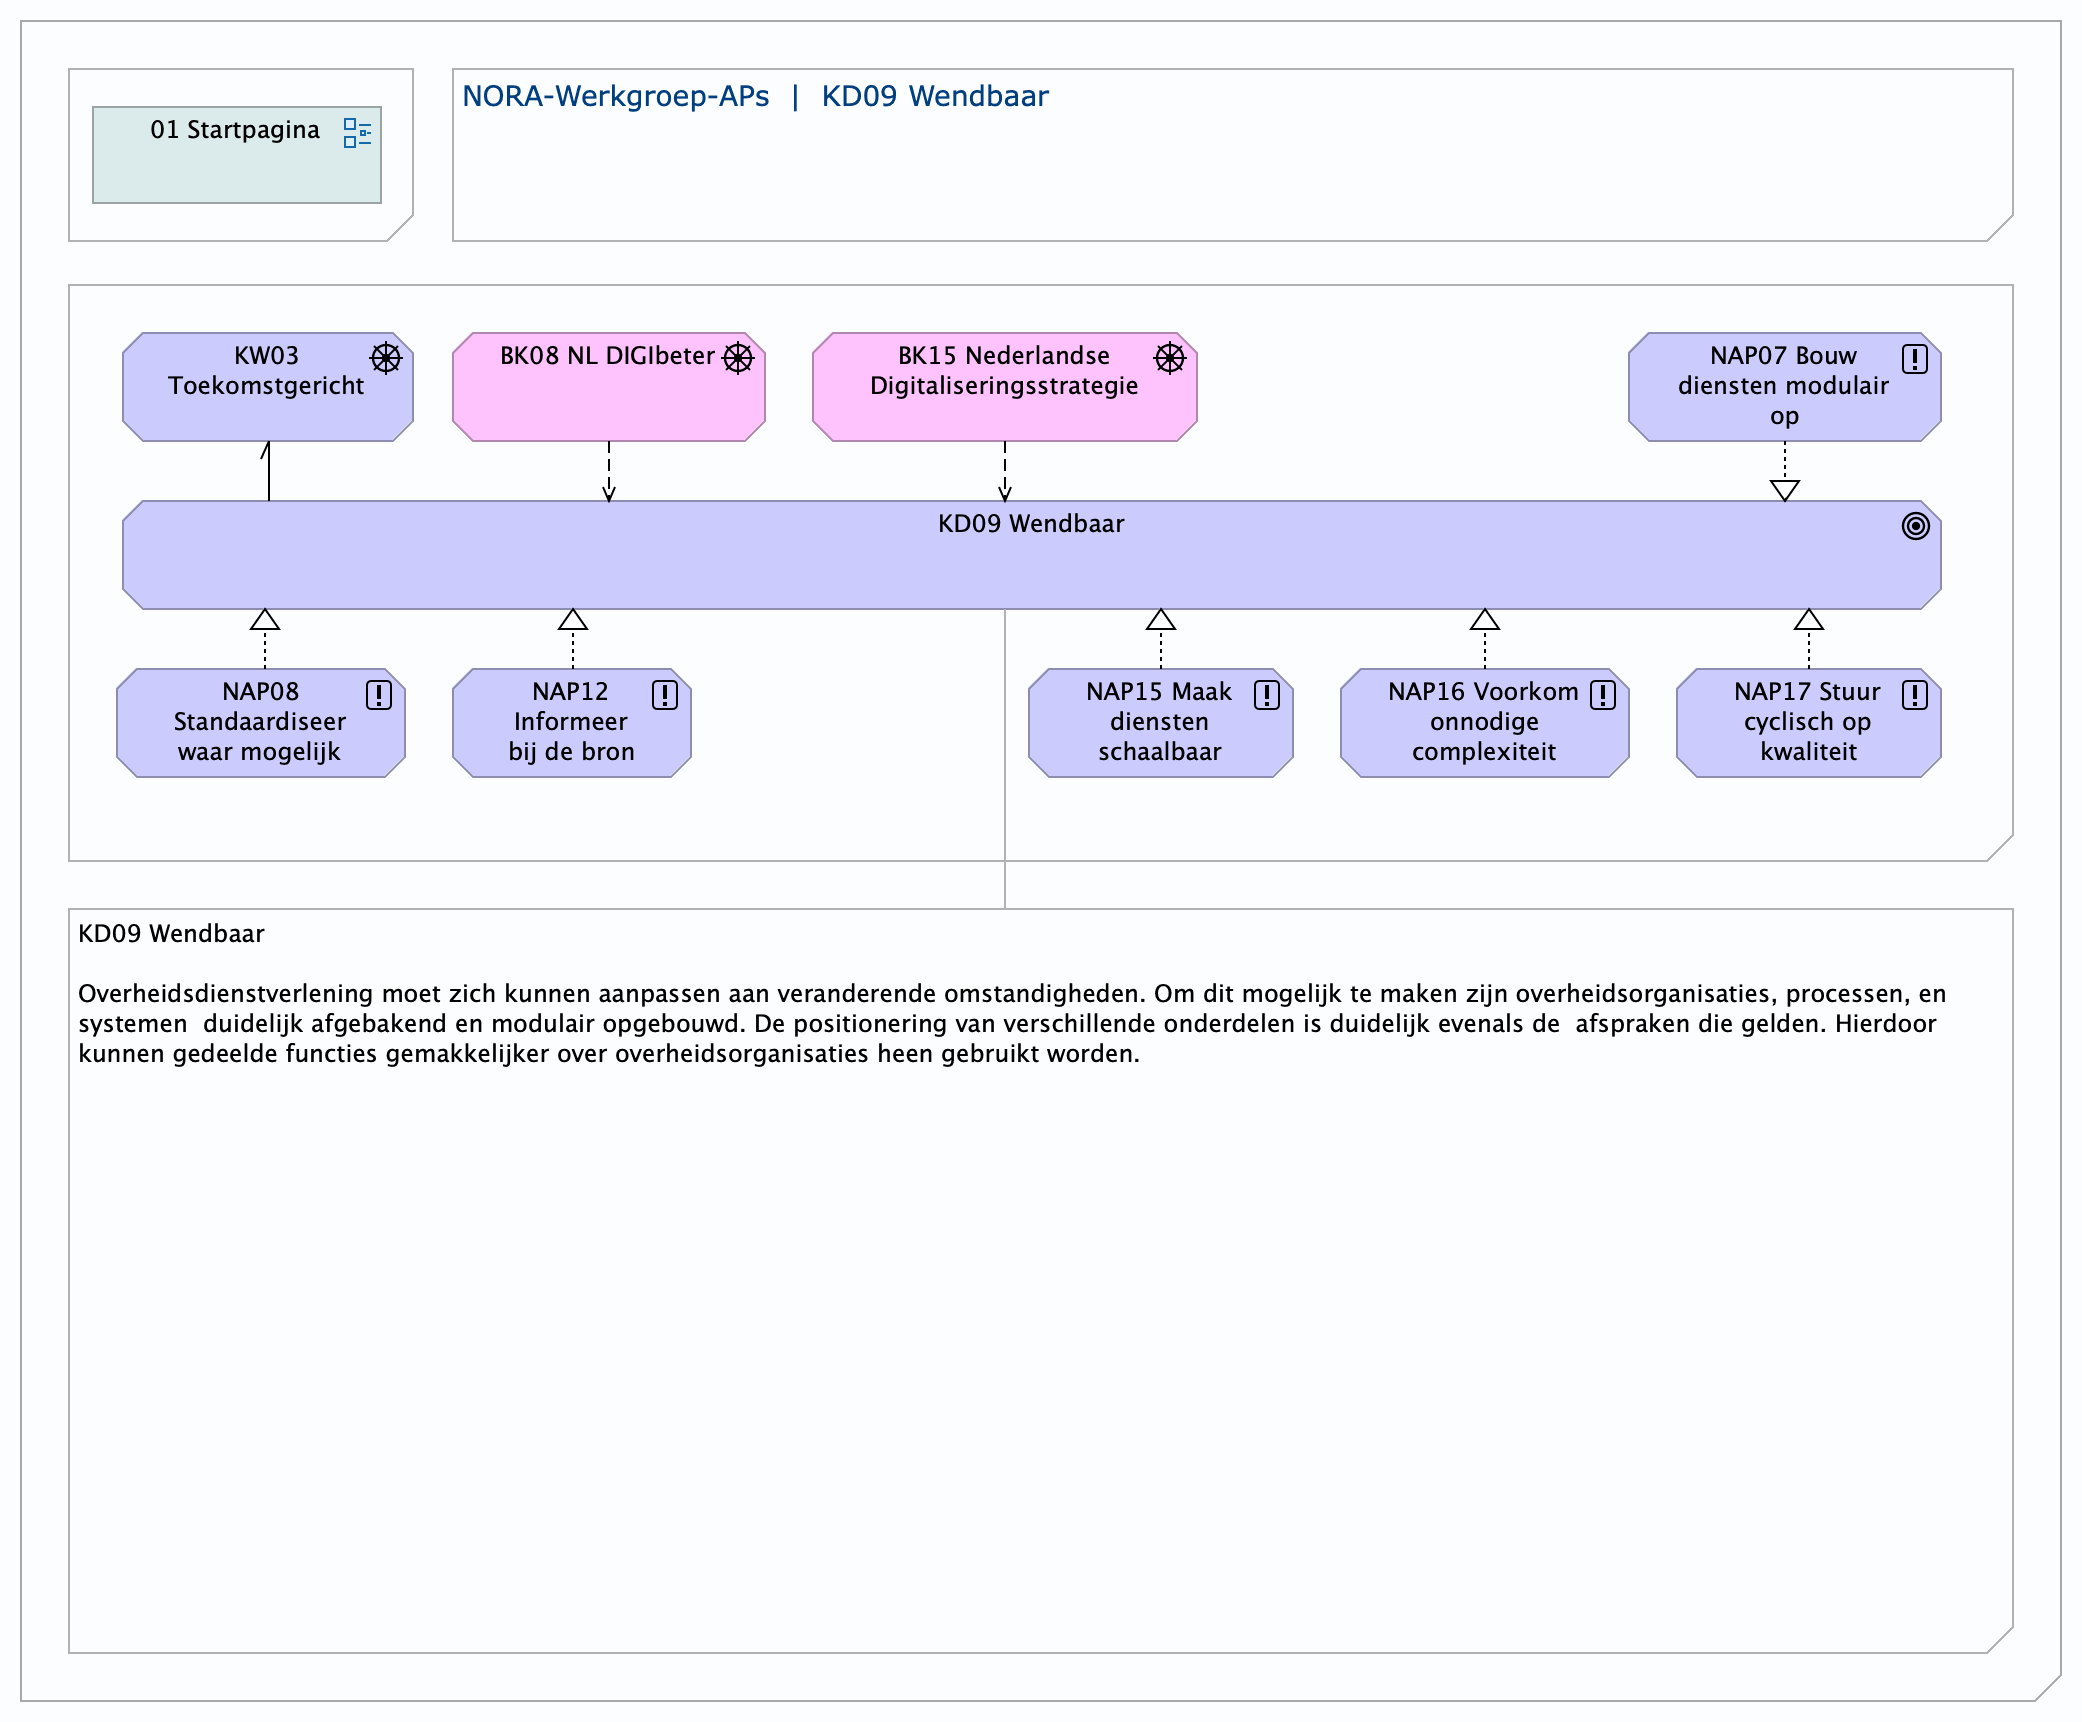 01 Startpagina
NORA-Werkgroep-APs | KD09 Wendbaar
KW03
Toekomstgericht
BK08 NL DIGIbeter
BK15 Nederlandse
Digitaliseringsstrategie
NAP07 Bouw
diensten modulair
op
KD09 Wendbaar
NAP08
Standaardiseer
waar mogelijk
NAP12
Informeer
bij de bron
NAP15 Maak
diensten
schaalbaar
NAP16 Voorkom
onnodige
complexiteit
NAP17 Stuur
cyclisch op
kwaliteit
KD09 Wendbaar
Overheidsdienstverlening moet zich kunnen aanpassen aan veranderende omstandigheden. Om dit mogelijk te maken zijn overheidsorganisaties, processen, en
systemen  duidelijk afgebakend en modulair opgebouwd. De positionering van verschillende onderdelen is duidelijk evenals de  afspraken die gelden. Hierdoor
kunnen gedeelde functies gemakkelijker over overheidsorganisaties heen gebruikt worden.